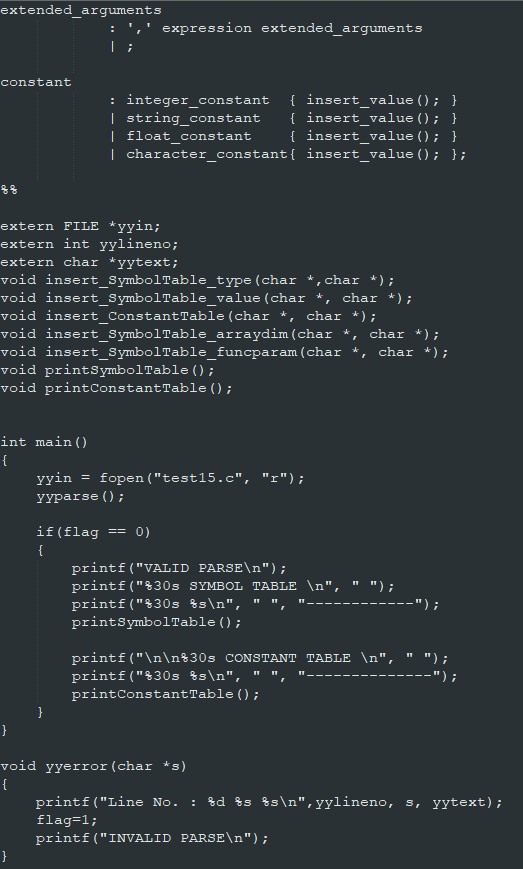 extended_arguments
: ',' expression extended_arguments
| ;
constant
: integer_constant { insert_value(); }
| string_constant { insert_value(); }
| float_constant { insert_value(); }
| character_constant{ insert_value(); };
%%
extern FILE *yyin;
extern int yylineno;
extern char *yytext;
void insert_SymbolTable_type(char *,char *);
void insert_SymbolTable_value(char *, char *);
void insert_ConstantTable(char *, char *);
void insert_SymbolTable_arraydim(char *, char *);
void insert_SymbolTable_funcparam(char *, char *);
void printSymbolTable();
void printConstantTable();
int main()
{
yyin = fopen("test15.c", "r");
yyparse();
if(flag == 0)
{
printf("VALID PARSE\n");
printf("%30s SYMBOL TABLE \n", " ");
printf("%30s %s\n", " ", "------------");
printSymbolTable();
printf("\n\n%30s CONSTANT TABLE \n", " ");
printf("%30s %s\n", " ", "--------------");
printConstantTable();
}
}
void yyerror(char *s)
{
printf("Line No. : %d %s %s\n",yylineno, s, yytext);
flag=1;
printf("INVALID PARSE\n");
}